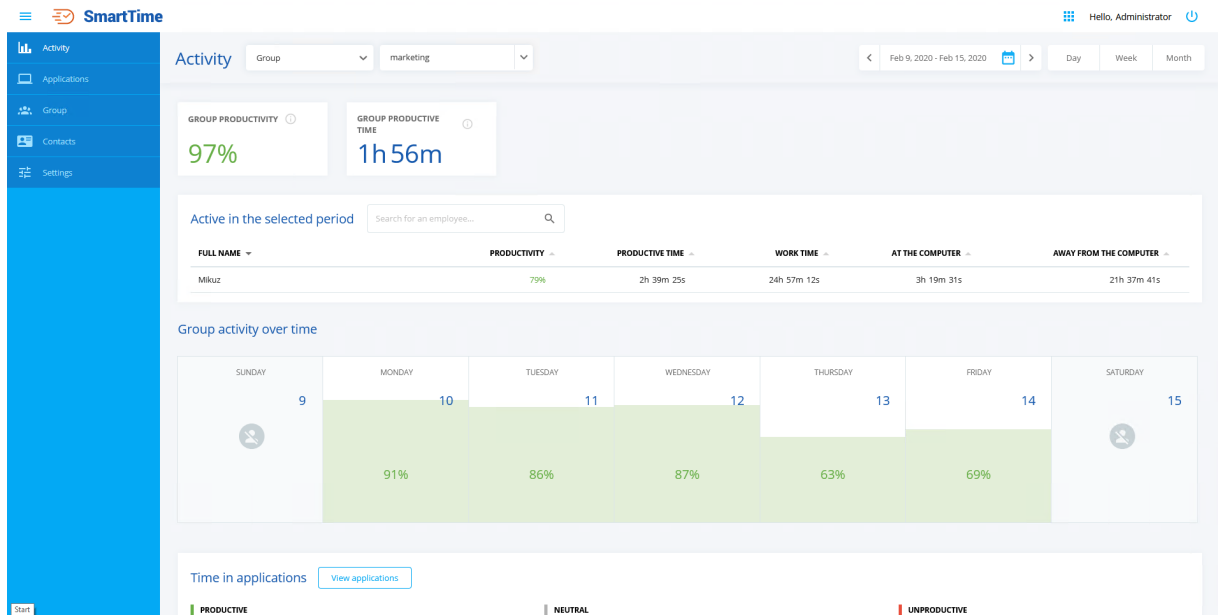 SmartTime
Hello, Administrator
Activity
Applications
Group
Contacts
Settings
Activity
Group
marketing
Feb 9, 2020 - Feb 15, 2020
Day
Week
Month
GROUP PRODUCTIVITY
97%
GROUP PRODUCTIVE
TIME
1h 56m
Active in the selected period
Search for an employee...
FULL NAME PRODUCTIVITY PRODUCTIVE TIME WORK TIME AT THE COMPUTER AWAY FROM THE COMPUTER
Mikuz 79% 2h 39m 25s 24h 57m 12s 3h 19m 31s 21h 37m 41s
Group activity over time
SUNDAY MONDAY TUESDAY WEDNESDAY THURSDAY FRIDAY SATURDAY
9 10 11 12 13 14 15
91% 86% 87% 63% 69%
Time in applications
View applications
PRODUCTIVE NEUTRAL UNPRODUCTIVE
Start